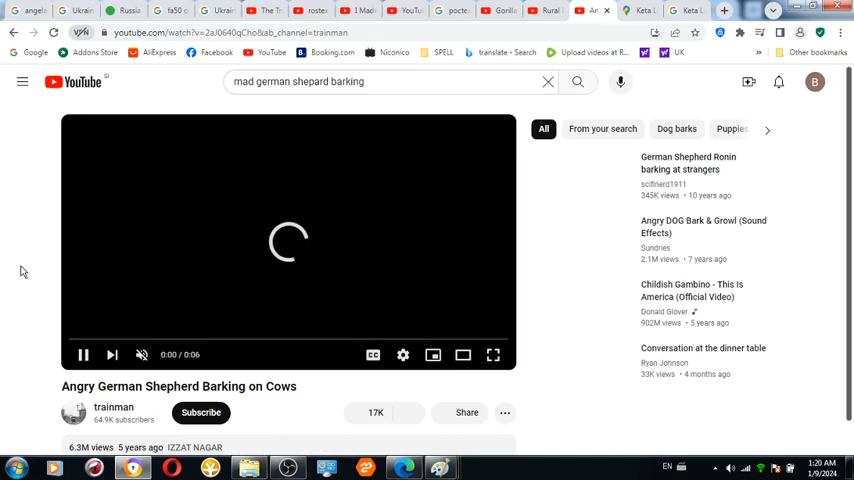 angela
Ukrain
Russia
fa50 c
Ukrain
The Tr
rostex
I Made
YouTu
pocte
Gorilla
Rural
An
Keta L
Keta L
VPN
youtube.com/watch?v=2aJ0640qCho&ab_channel=trainman
Google
Addons Store
AliExpress
Facebook
YouTube
Booking.com
Niconico
SPELL
translate - Search
Upload videos at R...
UK
Other bookmarks
YouTube SI
mad german shepard barking
B
All
From your search
Dog barks
Puppies
German Shepherd Ronin
barking at strangers
scifinerd1911
345K views • 10 years ago
Angry DOG Bark & Growl (Sound
Effects)
Sundries
2.1M views • 7 years ago
Childish Gambino - This Is
America (Official Video)
Donald Glover
902M views • 5 years ago
Conversation at the dinner table
Ryan Johnson
33K views • 4 months ago
0:00 / 0:06
CC
Angry German Shepherd Barking on Cows
trainman
64.9K subscribers
Subscribe
17K
Share
6.3M views 5 years ago IZZAT NAGAR
EN
1:20 AM
1/9/2024